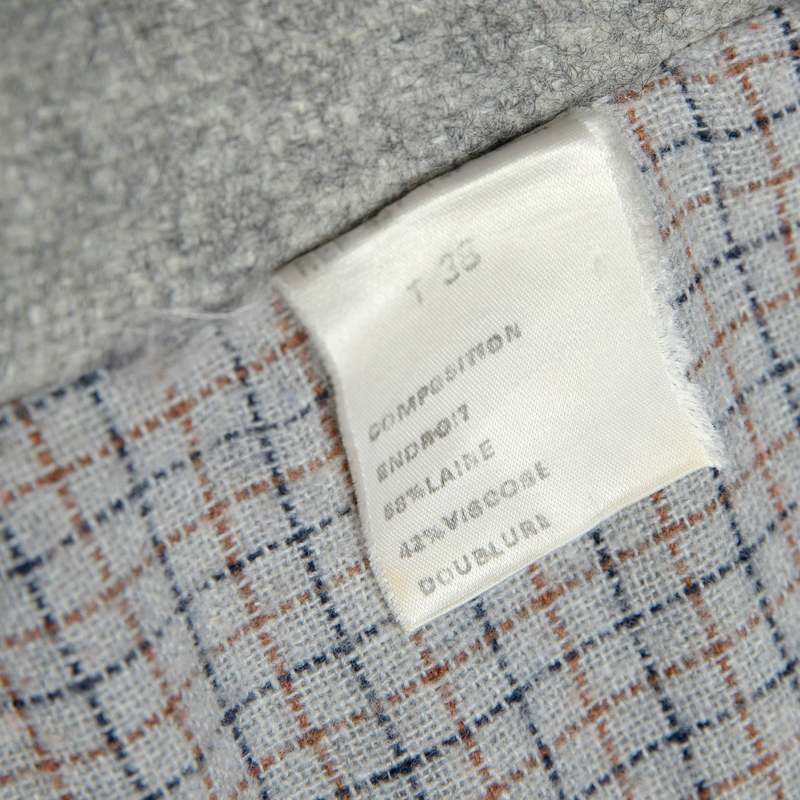 T 38
COMPOSITION
ENDROIT
58%LAINE
42%VISCOSE
DOUBLURE